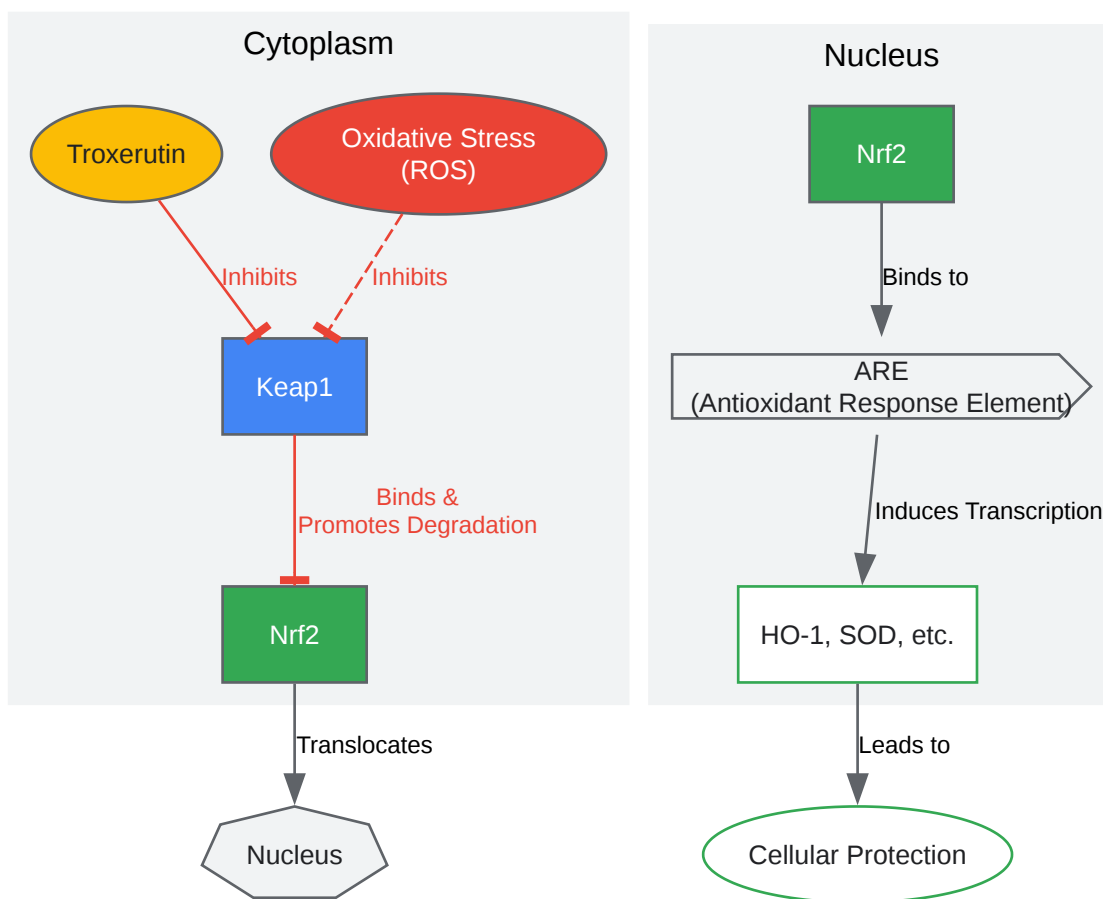 Cytoplasm
Troxerutin
Oxidative Stress
(ROS)
Inhibits
Inhibits
Keap1
Binds &
Promotes Degradation
Nrf2
Translocates
Nucleus
Nucleus
Nrf2
Binds to
ARE
(Antioxidant Response Element)
Induces Transcription
HO-1, SOD, etc.
Leads to
Cellular Protection